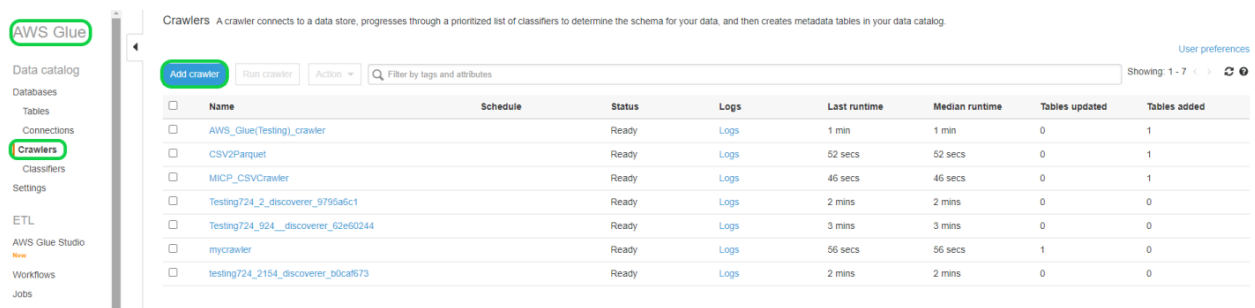 AWS Glue
Data catalog
Databases
Tables
Connections
Crawlers
Classifiers
Settings
ETL
AWS Glue Studio
New
Workflows
Jobs
Crawlers A crawler connects to a data store, progresses through a prioritized list of classifiers to determine the schema for your data, and then creates metadata tables in your data catalog.
User preferences
Add crawler Run crawler Action Filter by tags and attributes Showing: 1 - 7
Name Schedule Status Logs Last runtime Median runtime Tables updated Tables added
AWS_Glue(Testing)_crawler Ready Logs 1 min 1 min 0 1
CSV2Parquet Ready Logs 52 secs 52 secs 0 1
MICP_CSVCrawler Ready Logs 46 secs 46 secs 0 1
Testing724_2_discoverer_9795a6c1 Ready Logs 2 mins 2 mins 0 0
Testing724_924__discoverer_62e60244 Ready Logs 3 mins 3 mins 0 0
mycrawler Ready Logs 56 secs 56 secs 1 0
testing724_2154_discoverer_b0caf673 Ready Logs 2 mins 2 mins 0 0